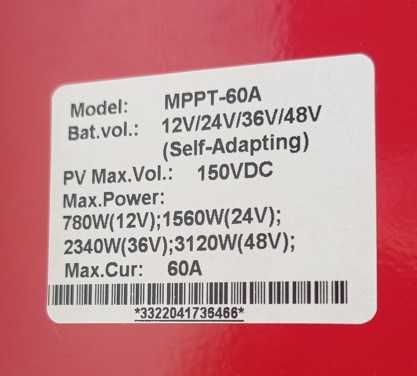 Model: MPPT-60A
Bat.vol.: 12V/24V/36V/48V
(Self-Adapting)
PV Max.Vol.: 150VDC
Max.Power:
780W(12V);1560W(24V);
2340W(36V);3120W(48V);
Max.Cur: 60A
*3322041736466*